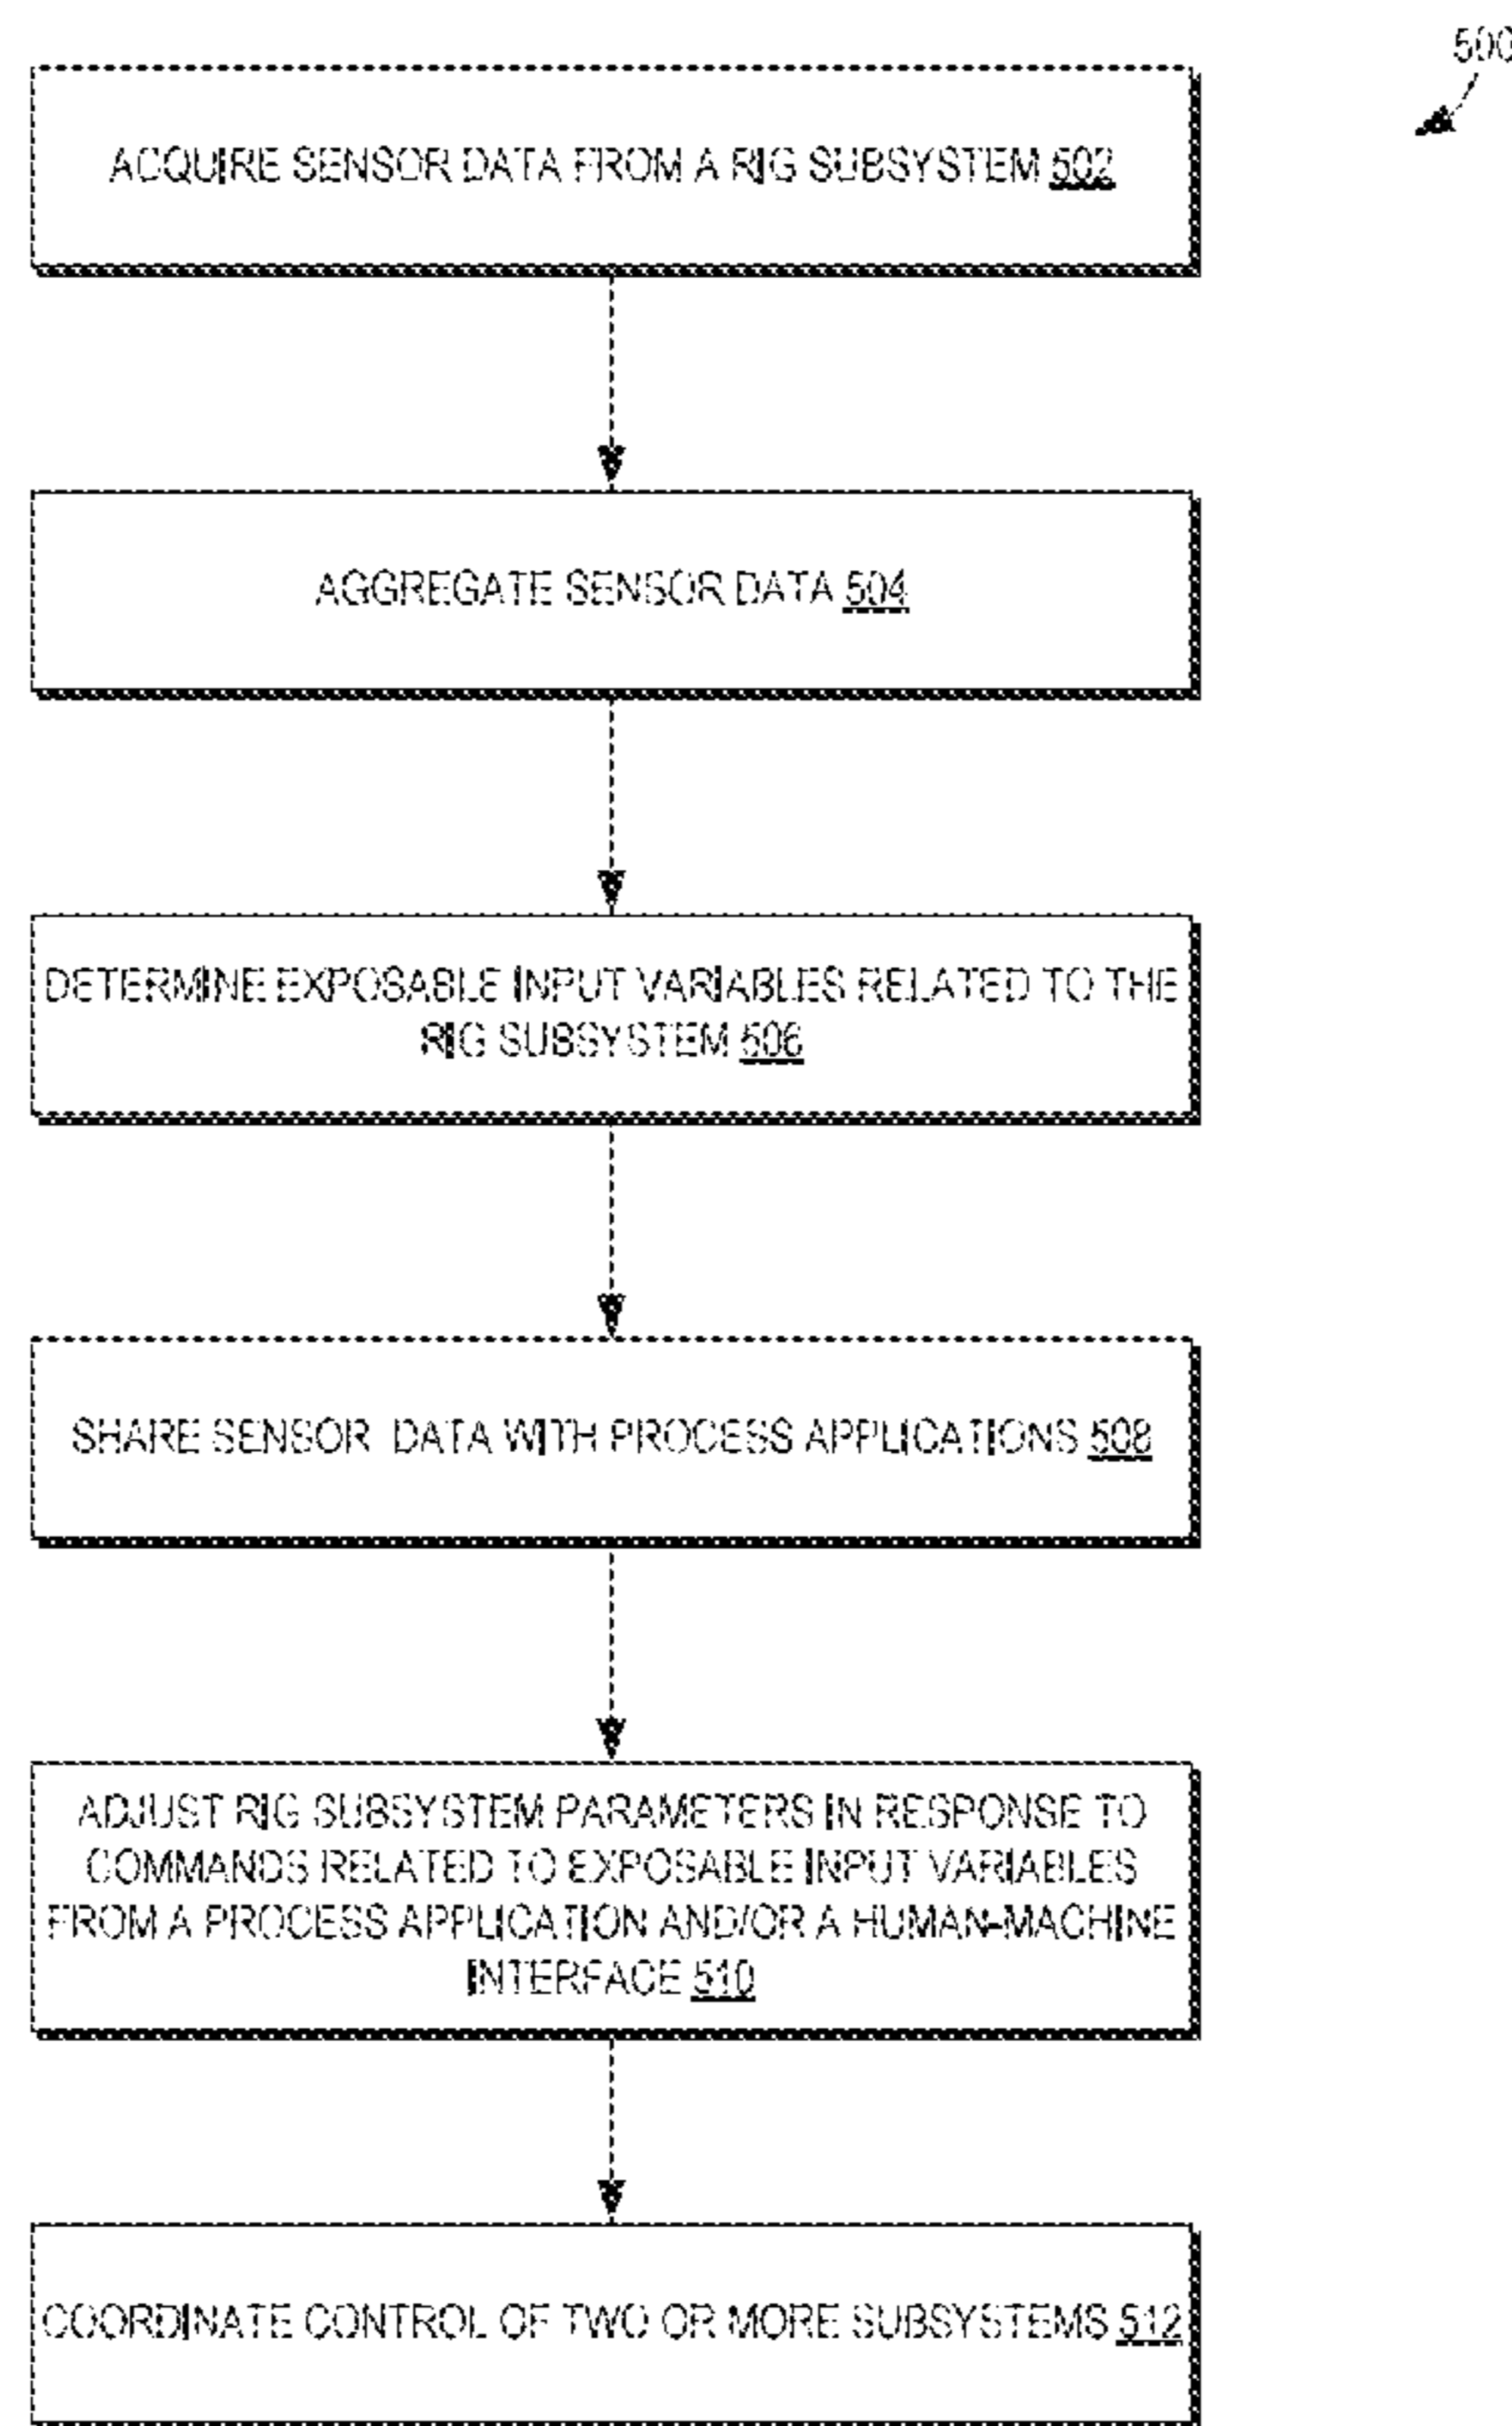 500
ACQUIRE SENSOR DATA FROM A RIG SUBSYSTEM 502
AGGREGATE SENSOR DATA 504
DETERMINE EXPOSABLE INPUT VARIABLES RELATED TO THE
RIG SUBSYSTEM 506
SHARE SENSOR DATA WITH PROCESS APPLICATIONS 508
ADJUST RIG SUBSYSTEM PARAMETERS IN RESPONSE TO
COMMANDS RELATED TO EXPOSABLE INPUT VARIABLES
FROM A PROCESS APPLICATION AND/OR A HUMAN-MACHINE
INTERFACE 510
COORDINATE CONTROL OF TWO OR MORE SUBSYSTEMS 512